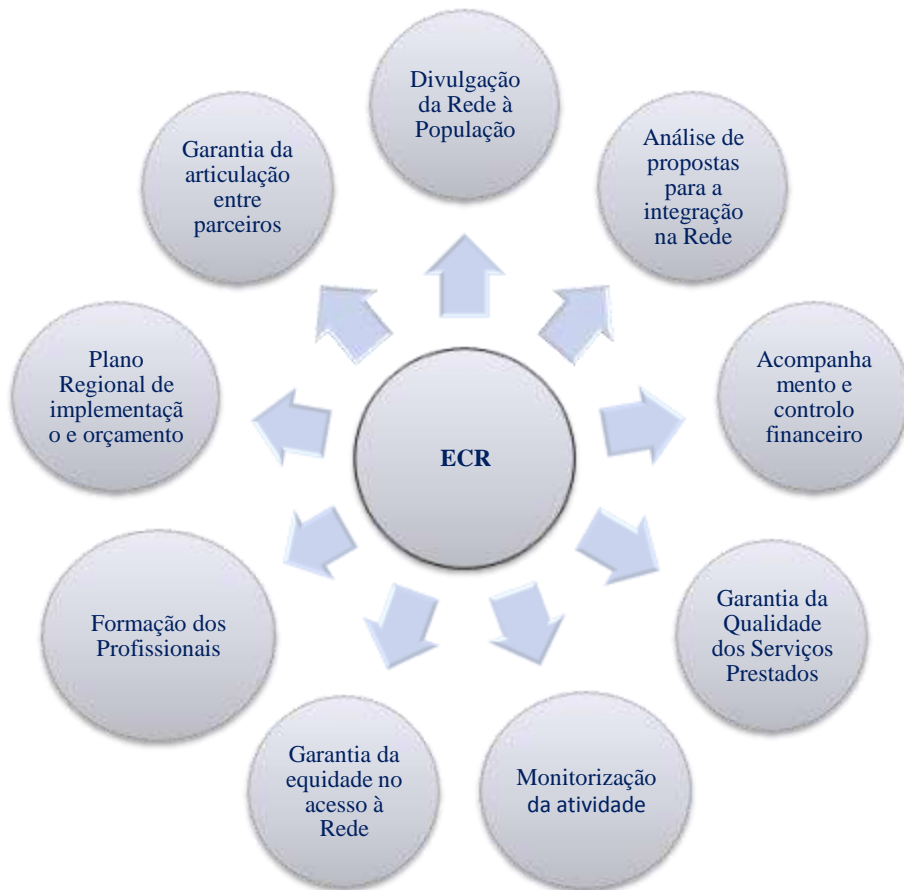 Divulgação
da Rede à
População
Análise de
propostas
para a
integração
na Rede
Acompanha
mento e
controlo
financeiro
Garantia da
Qualidade
dos Serviços
Prestados
Monitorização
da atividade
Garantia da
equidade no
acesso à
Rede
Formação dos
Profissionais
Plano
Regional de
implementaçã
o e orçamento
Garantia da
articulação
entre
parceiros
ECR